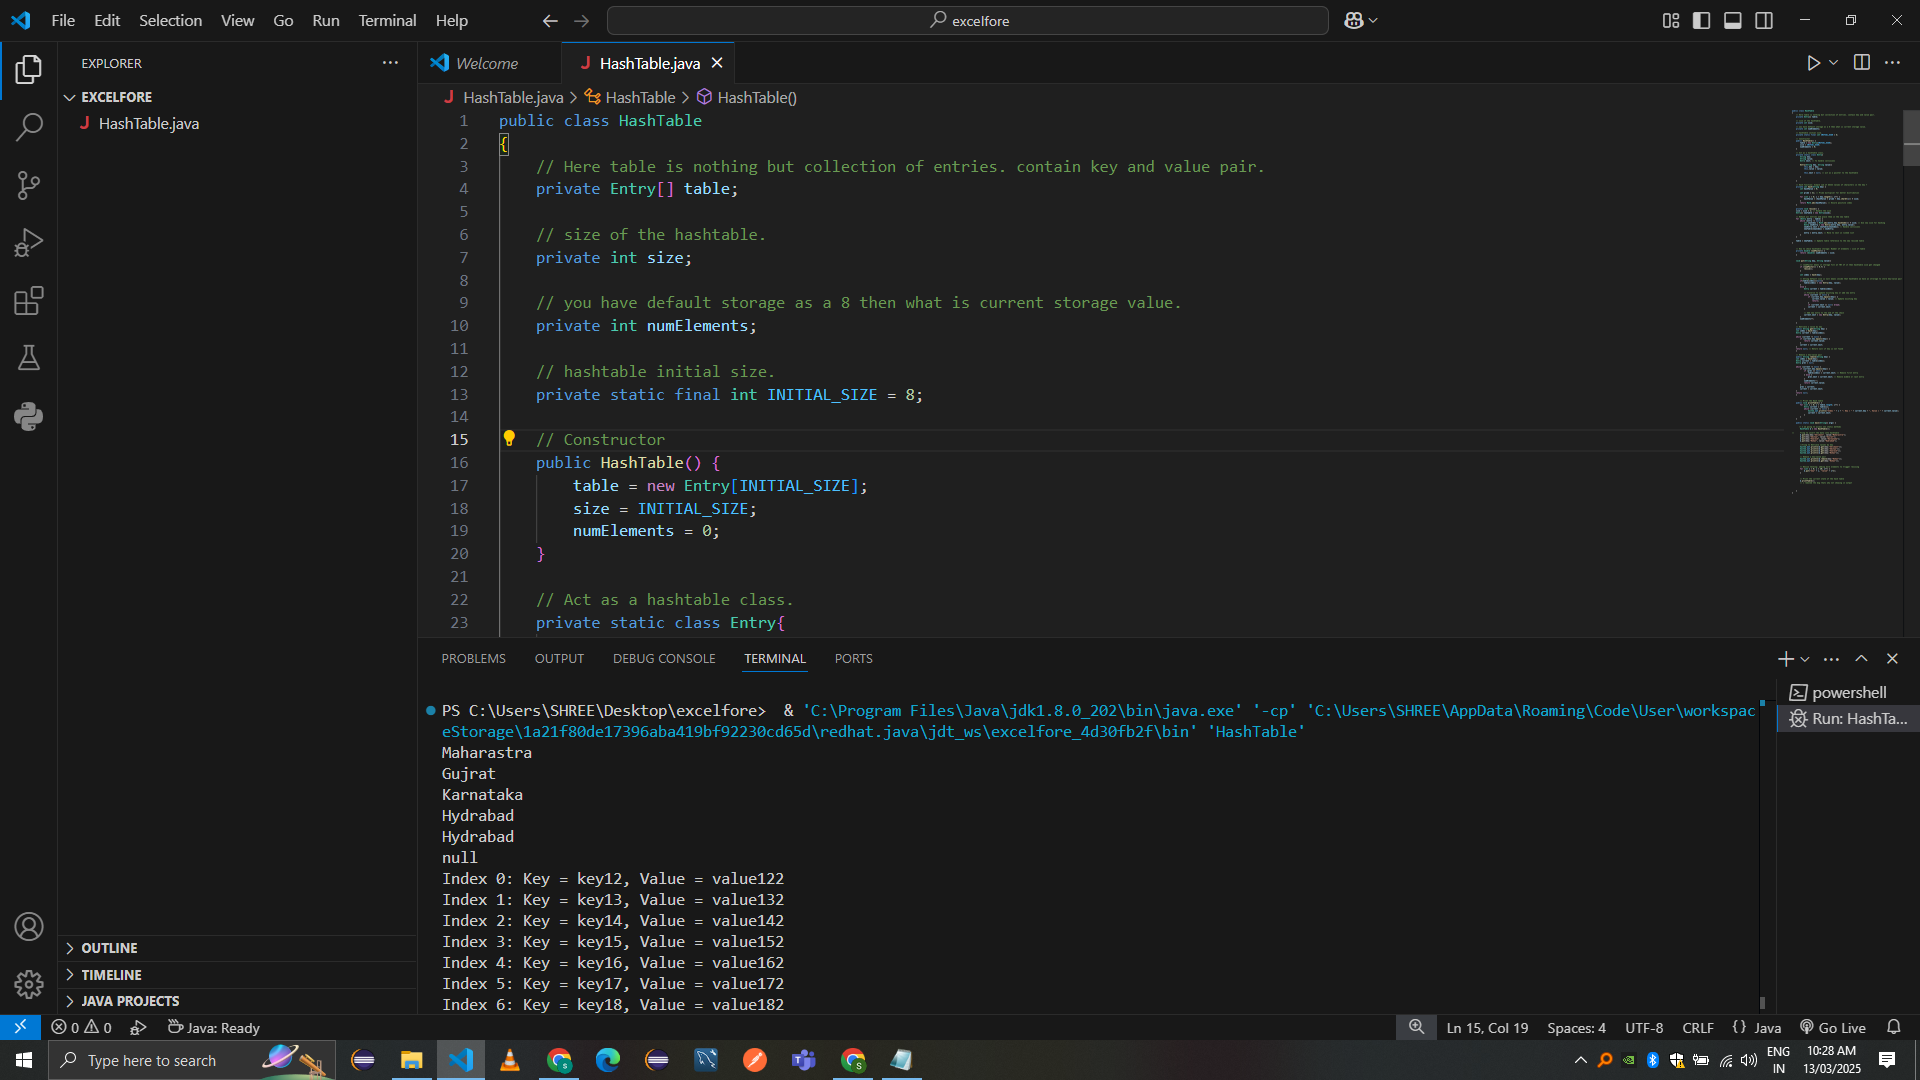 File Edit Selection View Go Run Terminal Help
excelfore
EXPLORER
EXCELFORE
J HashTable.java
OUTLINE
TIMELINE
JAVA PROJECTS
Welcome
J HashTable.java
J HashTable.java > HashTable > HashTable()
1 public class HashTable
2 {
3 // Here table is nothing but collection of entries. contain key and value pair.
4 private Entry[] table;
5
6 // size of the hashtable.
7 private int size;
8
9 // you have default storage as a 8 then what is current storage value.
10 private int numElements;
11
12 // hashtable initial size.
13 private static final int INITIAL_SIZE = 8;
14
15 // Constructor
16 public HashTable() {
17 table = new Entry[INITIAL_SIZE];
18 size = INITIAL_SIZE;
19 numElements = 0;
20 }
21
22 // Act as a hashtable class.
23 private static class Entry{
PROBLEMS OUTPUT DEBUG CONSOLE TERMINAL PORTS
PS C:\Users\SHREE\Desktop\excelfore> & 'C:\Program Files\Java\jdk1.8.0_202\bin\java.exe' '-cp' 'C:\Users\SHREE\AppData\Roaming\Code\User\workspac
eStorage\1a21f80de17396aba419bf92230cd65d\redhat.java\jdt_ws\excelfore_4d30fb2f\bin' 'HashTable'
Maharastra
Gujrat
Karnataka
Hydrabad
Hydrabad
null
Index 0: Key = key12, Value = value122
Index 1: Key = key13, Value = value132
Index 2: Key = key14, Value = value142
Index 3: Key = key15, Value = value152
Index 4: Key = key16, Value = value162
Index 5: Key = key17, Value = value172
Index 6: Key = key18, Value = value182
powershell
Run: HashTa...
0 0 Java: Ready
Ln 15, Col 19 Spaces: 4 UTF-8 CRLF {} Java Go Live
Type here to search
ENG
IN
10:28 AM
13/03/2025